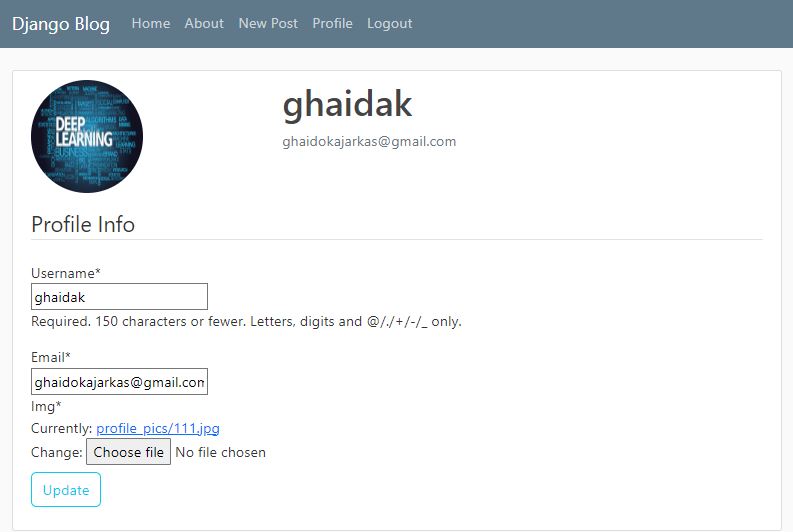 Django Blog Home About New Post Profile Logout
DEEP
LEARNING
ghaidak
ghaidokajarkas@gmail.com
Profile Info
Username*
ghaidak
Required. 150 characters or fewer. Letters, digits and @/./+/-/_ only.
Email*
ghaidokajarkas@gmail.com
Img*
Currently: profile_pics/111.jpg
Change: Choose file No file chosen
Update